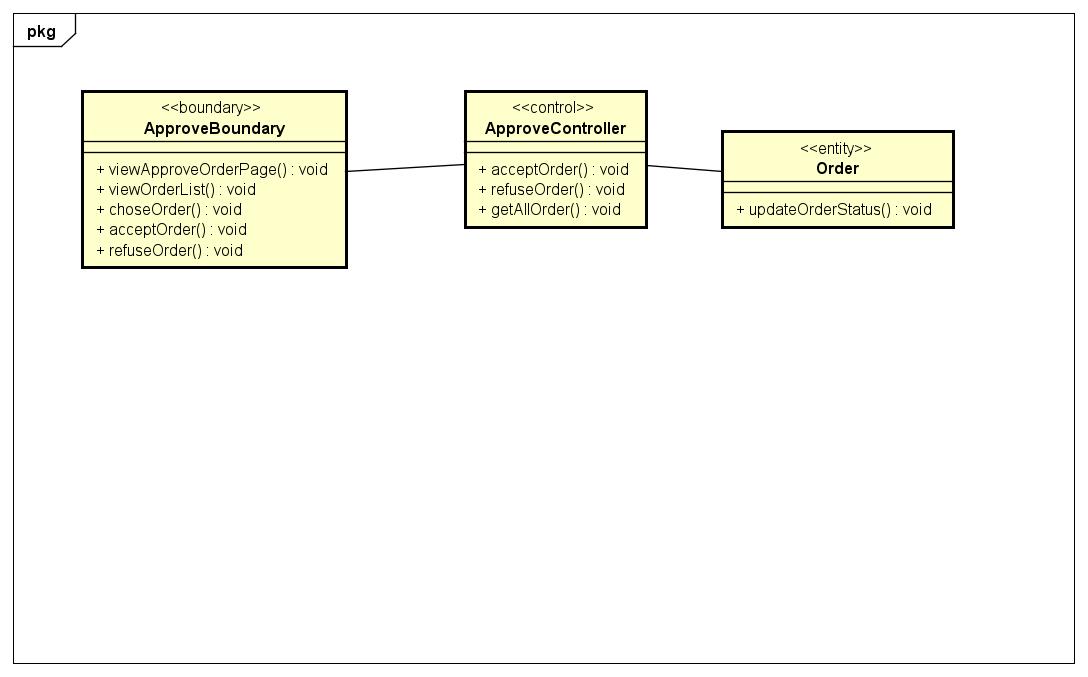 pkg
<<boundary>>
ApproveBoundary
+ viewApproveOrderPage() : void
+ viewOrderList() : void
+ choseOrder() : void
+ acceptOrder() : void
+ refuseOrder() : void
<<control>>
ApproveController
+ acceptOrder() : void
+ refuseOrder() : void
+ getAllOrder() : void
<<entity>>
Order
+ updateOrderStatus() : void